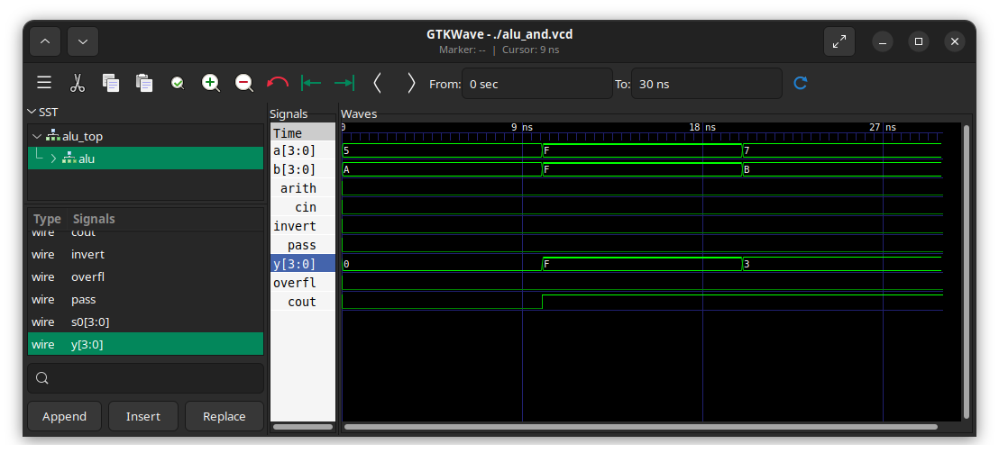 GTKWave - ./alu_and.vcd
Marker: -- | Cursor: 9 ns
From: 0 sec To: 30 ns
SST
alu_top
alu
Type Signals
wire cout
wire invert
wire overfl
wire pass
wire s0[3:0]
wire y[3:0]
Append Insert Replace
Signals
Time
a[3:0]
b[3:0]
arith
cin
invert
pass
y[3:0]
overfl
cout
Waves
0 9 ns 18 ns 27 ns
5 F 7
A F B
0 F 3